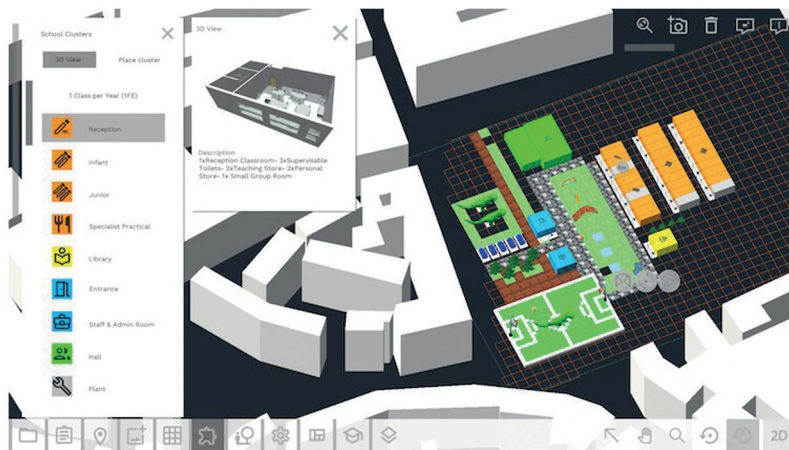 School Clusters
3D View
Place cluster
1 Class per Year (1FE)
Reception
Infant
Junior
Specialist Practical
Library
Entrance
Staff & Admin Room
Hall
Plant
3D View
Description
1xReception Classroom- 3xSupervisable
Toilets- 2xTeaching Store- 2xPersonal
Store- 1x Small Group Room
2D